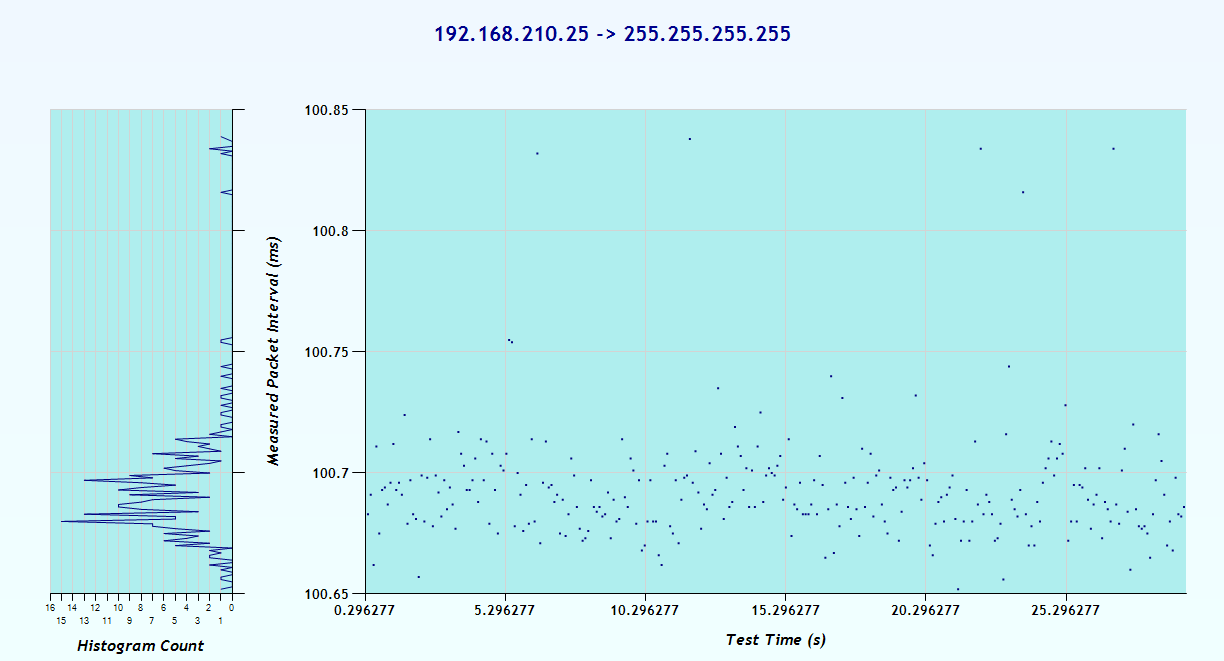 192.168.210.25 -> 255.255.255.255
100.85
100.8
100.75
100.7
100.65
Measured Packet Interval (ms)
0.296277 5.296277 10.296277 15.296277 20.296277 25.296277
Test Time (s)
16 14 12 10 8 6 4 2 0
15 13 11 9 7 5 3 1
Histogram Count